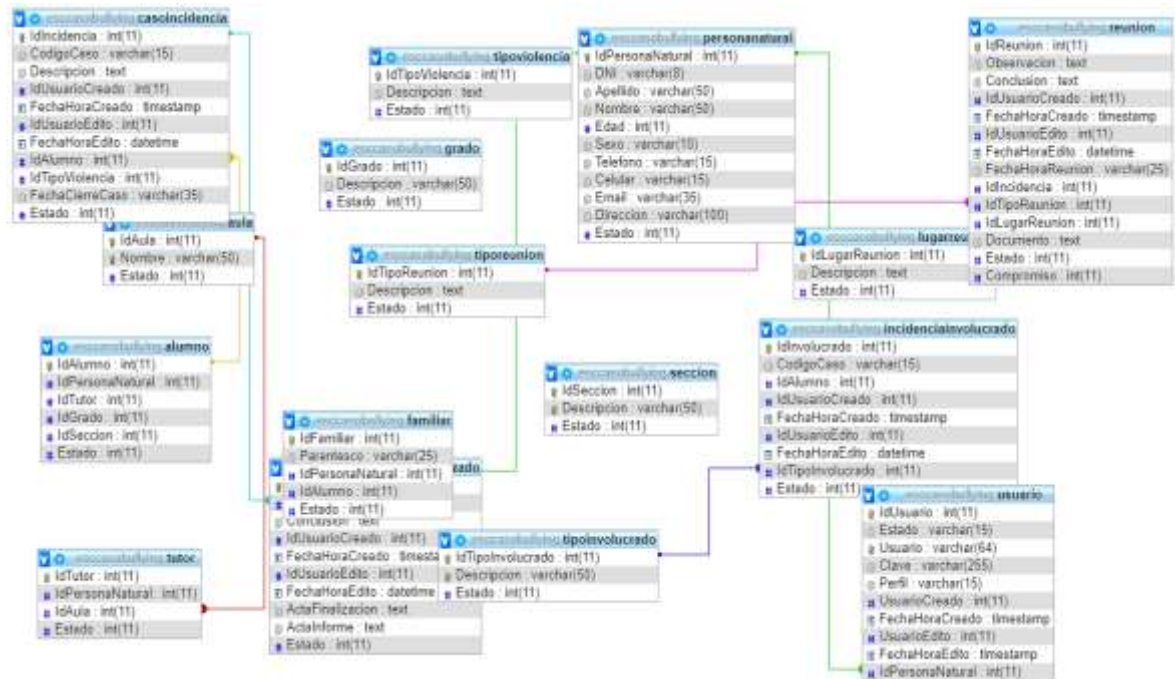 casoincidencia
IdIncidencia : int(11)
CodigoCaso : varchar(15)
Descripcion : text
IdUsuarioCreado : int(11)
FechaHoraCreado : timestamp
IdUsuarioEdito : int(11)
FechaHoraEdito : datetime
IdAlumno : int(11)
IdTipoViolencia : int(11)
FechaCierreCaso : varchar(35)
Estado : int(11)
IdAula : int(11)
Nombre : varchar(50)
Estado : int(11)
alumno
IdAlumno : int(11)
IdPersonaNatural : int(11)
IdTutor : int(11)
IdGrado : int(11)
IdSeccion : int(11)
Estado : int(11)
tutor
IdTutor : int(11)
IdPersonaNatural : int(11)
IdAula : int(11)
Estado : int(11)
tipoviolencia
IdTipoViolencia : int(11)
Descripcion : text
Estado : int(11)
grado
IdGrado : int(11)
Descripcion : varchar(50)
Estado : int(11)
tiporeunion
IdTipoReunion : int(11)
Descripcion : text
Estado : int(11)
familiar
IdFamiliar : int(11)
Parentesco : varchar(25)
IdPersonaNatural : int(11)
IdAlumno : int(11)
Estado : int(11)
Conclusion : text
IdUsuarioCreado : int(11)
FechaHoraCreado :
IdUsuarioEdito : int(11)
FechaHoraEdito : datetime
ActaFinalizacion : text
ActaInforme : text
Estado : int(11)
personanatural
IdPersonaNatural : int(11)
DNI : varchar(8)
Apellido : varchar(50)
Nombre : varchar(50)
Edad : int(11)
Sexo : varchar(10)
Telefono : varchar(15)
Celular : varchar(15)
Email : varchar(35)
Direccion : varchar(100)
Estado : int(11)
seccion
IdSeccion : int(11)
Descripcion : varchar(50)
Estado : int(11)
tipoinvolucrado
IdTipoInvolucrado : int(11)
Descripcion : varchar(50)
Estado : int(11)
reunion
IdReunion : int(11)
Observacion : text
Conclusion : text
IdUsuarioCreado : int(11)
FechaHoraCreado : timestamp
IdUsuarioEdito : int(11)
FechaHoraEdito : datetime
FechaHoraReunion : varchar(25)
IdIncidencia : int(11)
IdTipoReunion : int(11)
IdLugarReunion : int(11)
Documento : text
Estado : int(11)
Compromiso : int(11)
IdLugarReunion : int(11)
Descripcion : text
Estado : int(11)
incidenciainvolucrado
IdInvolucrado : int(11)
CodigoCaso : varchar(15)
IdAlumno : int(11)
IdUsuarioCreado : int(11)
FechaHoraCreado : timestamp
IdUsuarioEdito : int(11)
FechaHoraEdito : datetime
IdTipoInvolucrado : int(11)
Estado : int(11)
usuario
IdUsuario : int(11)
Estado : varchar(15)
Usuario : varchar(64)
Clave : varchar(255)
Perfil : varchar(15)
UsuarioCreado : int(11)
FechaHoraCreado : timestamp
UsuarioEdito : int(11)
FechaHoraEdito : timestamp
IdPersonaNatural : int(11)